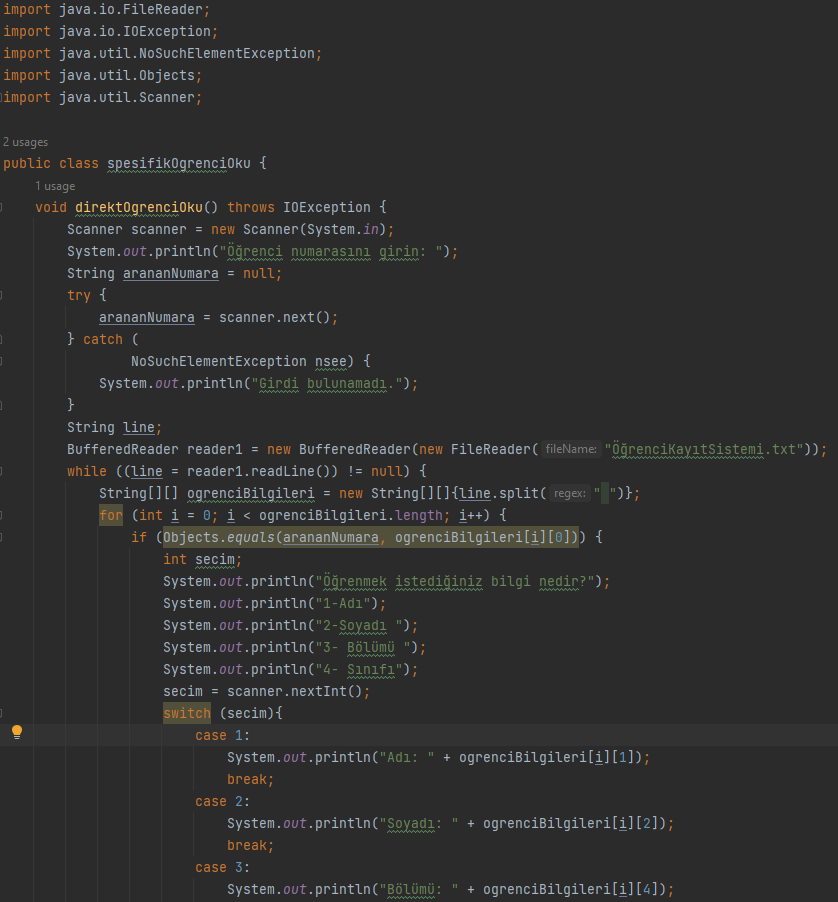 import java.io.FileReader;
import java.io.IOException;
import java.util.NoSuchElementException;
import java.util.Objects;
import java.util.Scanner;
2 usages
public class spesifikOgrenciOku {
1 usage
void direktOgrenciOku() throws IOException {
Scanner scanner = new Scanner(System.in);
System.out.println("Öğrenci numarasını girin: ");
String arananNumara = null;
try {
arananNumara = scanner.next();
} catch (
NoSuchElementException nsee) {
System.out.println("Girdi bulunamadı.");
}
String line;
BufferedReader reader1 = new BufferedReader(new FileReader( fileName: "ÖğrenciKayıtSistemi.txt"));
while ((line = reader1.readLine()) != null) {
String[][] ogrenciBilgileri = new String[][]{line.split( regex: " ")};
for (int i = 0; i < ogrenciBilgileri.length; i++) {
if (Objects.equals(arananNumara, ogrenciBilgileri[i][0])) {
int secim;
System.out.println("Öğrenmek istediğiniz bilgi nedir?");
System.out.println("1-Adı");
System.out.println("2-Soyadı ");
System.out.println("3- Bölümü ");
System.out.println("4- Sınıfı");
secim = scanner.nextInt();
switch (secim){
case 1:
System.out.println("Adı: " + ogrenciBilgileri[i][1]);
break;
case 2:
System.out.println("Soyadı: " + ogrenciBilgileri[i][2]);
break;
case 3:
System.out.println("Bölümü: " + ogrenciBilgileri[i][4]);